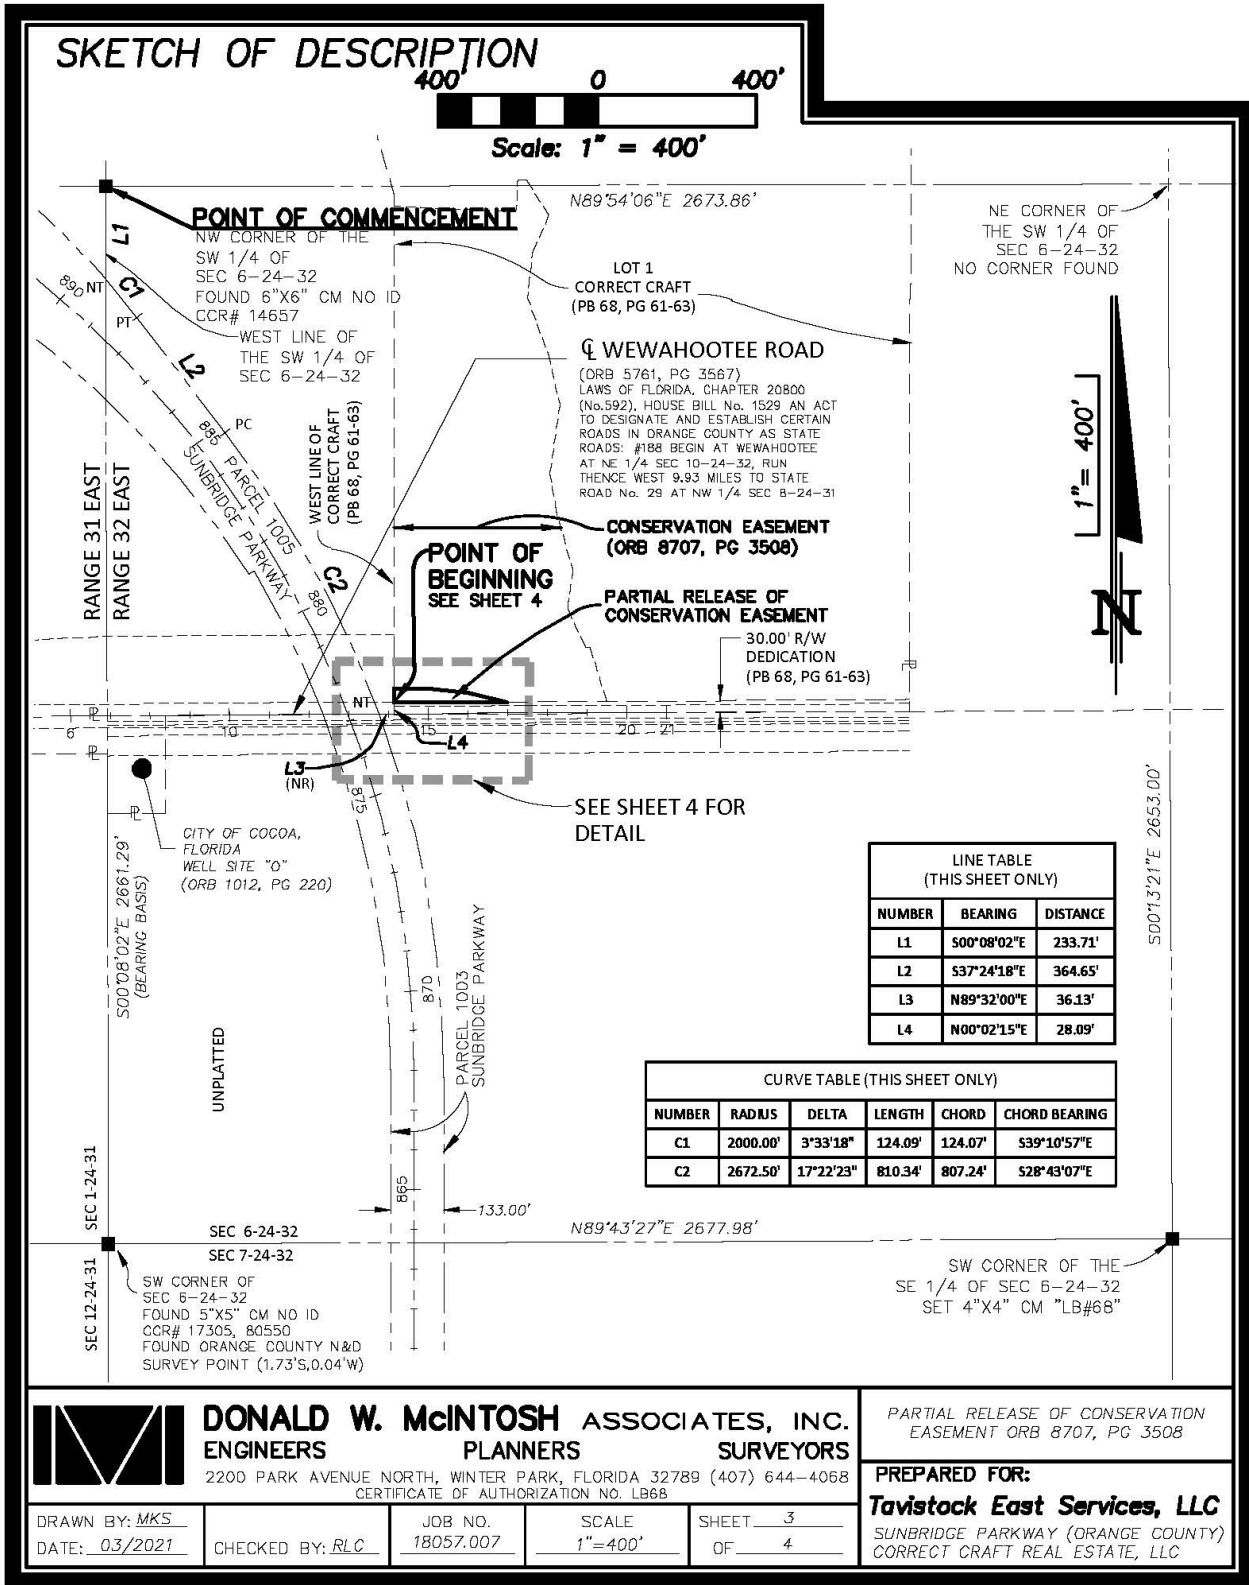 SKETCH OF DESCRIPTION
400' 0 400'
Scale: 1" = 400'
N89°54'06"E 2673.86'
POINT OF COMMENCEMENT
NW CORNER OF THE
SW 1/4 OF
SEC 6-24-32
FOUND 6"X6" CM NO ID
CCR# 14657
WEST LINE OF
THE SW 1/4 OF
SEC 6-24-32
L1
C1
L2
C2
890
NT
PT
PC
885
880
PARCEL 1005
SUNBRIDGE PARKWAY
RANGE 31 EAST
RANGE 32 EAST
LOT 1
CORRECT CRAFT
(PB 68, PG 61-63)
NE CORNER OF
THE SW 1/4 OF
SEC 6-24-32
NO CORNER FOUND
℄ WEWAHOOTEE ROAD
(ORB 5761, PG 3567)
LAWS OF FLORIDA, CHAPTER 20800
(No.592), HOUSE BILL No. 1529 AN ACT
TO DESIGNATE AND ESTABLISH CERTAIN
ROADS IN ORANGE COUNTY AS STATE
ROADS: #188 BEGIN AT WEWAHOOTEE
AT NE 1/4 SEC 10-24-32, RUN
THENCE WEST 9.93 MILES TO STATE
ROAD No. 29 AT NW 1/4 SEC 8-24-31
WEST LINE OF
CORRECT CRAFT
(PB 68, PG 61-63)
1"= 400'
N
CONSERVATION EASEMENT
(ORB 8707, PG 3508)
POINT OF
BEGINNING
SEE SHEET 4
PARTIAL RELEASE OF
CONSERVATION EASEMENT
30.00' R/W
DEDICATION
(PB 68, PG 61-63)
PL
NT
PL
6
10
15
20
21
PL
L4
L3
(NR)
875
PL
SEE SHEET 4 FOR
DETAIL
CITY OF COCOA,
FLORIDA
WELL SITE "O"
(ORB 1012, PG 220)
S00°08'02"E 2661.29'
(BEARING BASIS)
S00°13'21"E 2653.00'
870
PARCEL 1003
SUNBRIDGE PARKWAY
UNPLATTED
LINE TABLE
(THIS SHEET ONLY)
NUMBER BEARING DISTANCE
L1 S00°08'02"E 233.71'
L2 S37°24'18"E 364.65'
L3 N89°32'00"E 36.13'
L4 N00°02'15"E 28.09'
CURVE TABLE (THIS SHEET ONLY)
NUMBER RADIUS DELTA LENGTH CHORD CHORD BEARING
C1 2000.00' 3°33'18" 124.09' 124.07' S39°10'57"E
C2 2672.50' 17°22'23" 810.34' 807.24' S28°43'07"E
865
133.00'
SEC 1-24-31
SEC 12-24-31
SEC 6-24-32
SEC 7-24-32
N89°43'27"E 2677.98'
SW CORNER OF
SEC 6-24-32
FOUND 5"X5" CM NO ID
CCR# 17305, 80550
FOUND ORANGE COUNTY N&D
SURVEY POINT (1.73'S,0.04'W)
SW CORNER OF THE
SE 1/4 OF SEC 6-24-32
SET 4"X4" CM "LB#68"
DONALD W. McINTOSH ASSOCIATES, INC.
ENGINEERS PLANNERS SURVEYORS
2200 PARK AVENUE NORTH, WINTER PARK, FLORIDA 32789 (407) 644-4068
CERTIFICATE OF AUTHORIZATION NO. LB68
PARTIAL RELEASE OF CONSERVATION
EASEMENT ORB 8707, PG 3508
PREPARED FOR:
Tavistock East Services, LLC
SUNBRIDGE PARKWAY (ORANGE COUNTY)
CORRECT CRAFT REAL ESTATE, LLC
DRAWN BY: MKS
DATE: 03/2021
CHECKED BY: RLC
JOB NO.
18057.007
SCALE
1"=400'
SHEET 3
OF 4